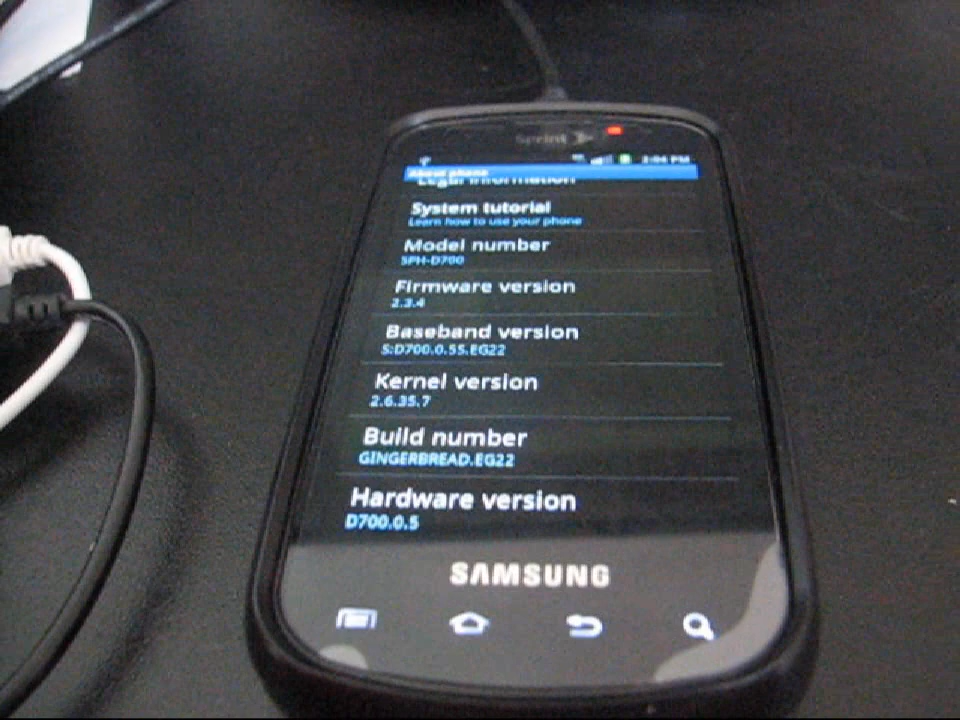 Sprint
2:04 PM
About phone
Legal information
System tutorial
Learn how to use your phone
Model number
SPH-D700
Firmware version
2.3.4
Baseband version
S:D700.0.5S.EG22
Kernel version
2.6.35.7
Build number
GINGERBREAD.EG22
Hardware version
D700.0.5
SAMSUNG